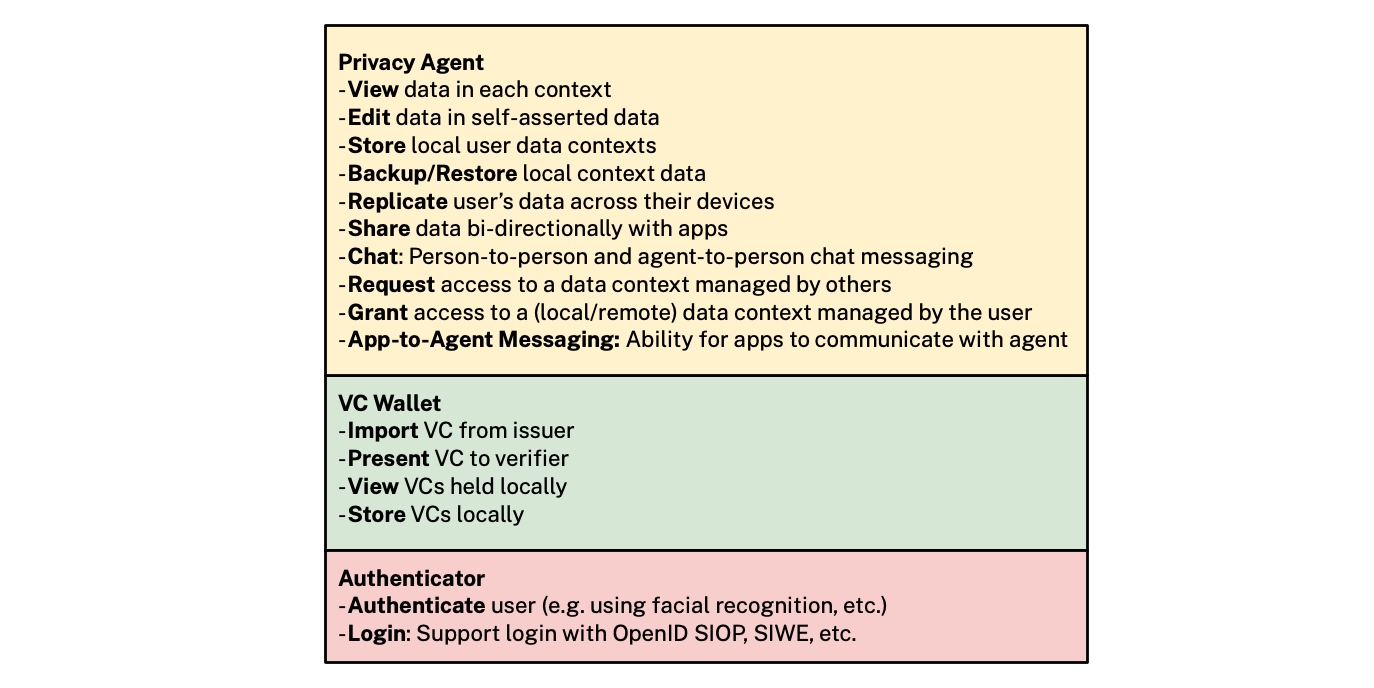 Privacy Agent
-View data in each context
-Edit data in self-asserted data
-Store local user data contexts
-Backup/Restore local context data
-Replicate user’s data across their devices
-Share data bi-directionally with apps
-Chat: Person-to-person and agent-to-person chat messaging
-Request access to a data context managed by others
-Grant access to a (local/remote) data context managed by the user
-App-to-Agent Messaging: Ability for apps to communicate with agent
VC Wallet
-Import VC from issuer
-Present VC to verifier
-View VCs held locally
-Store VCs locally
Authenticator
-Authenticate user (e.g. using facial recognition, etc.)
-Login: Support login with OpenID SIOP, SIWE, etc.